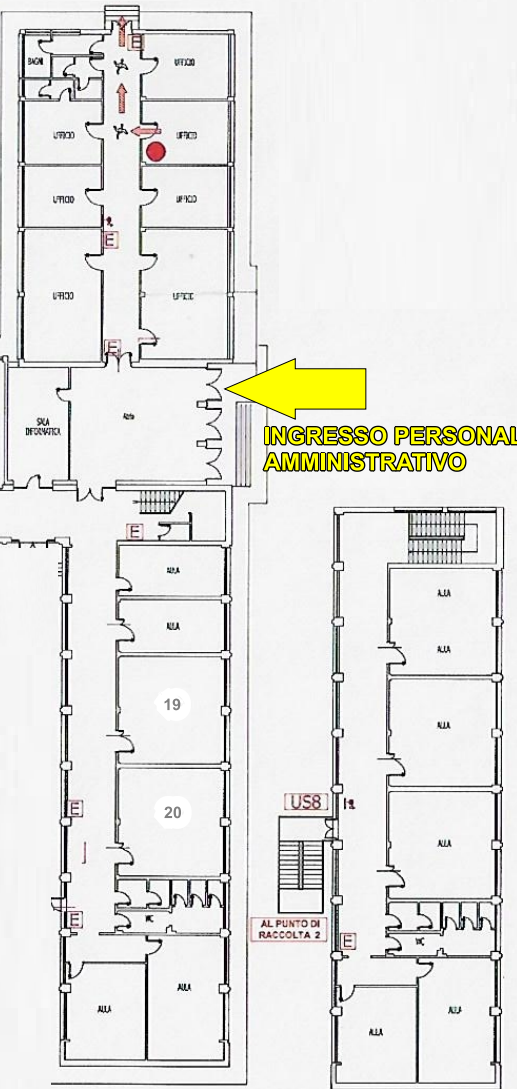 E
BAGNI
UFFICIO
UFFICIO
UFFICIO
UFFICIO
UFFICIO
E
UFFICIO
UFFICIO
E
SALA
INFORMATICA
Atrio
INGRESSO PERSONAL
AMMINISTRATIVO
E
AULA
AULA
19
20
E
E
WC
AULA
AULA
AULA
AULA
AULA
AULA
US8
AL PUNTO DI
RACCOLTA 2
E
WC
AULA
AULA